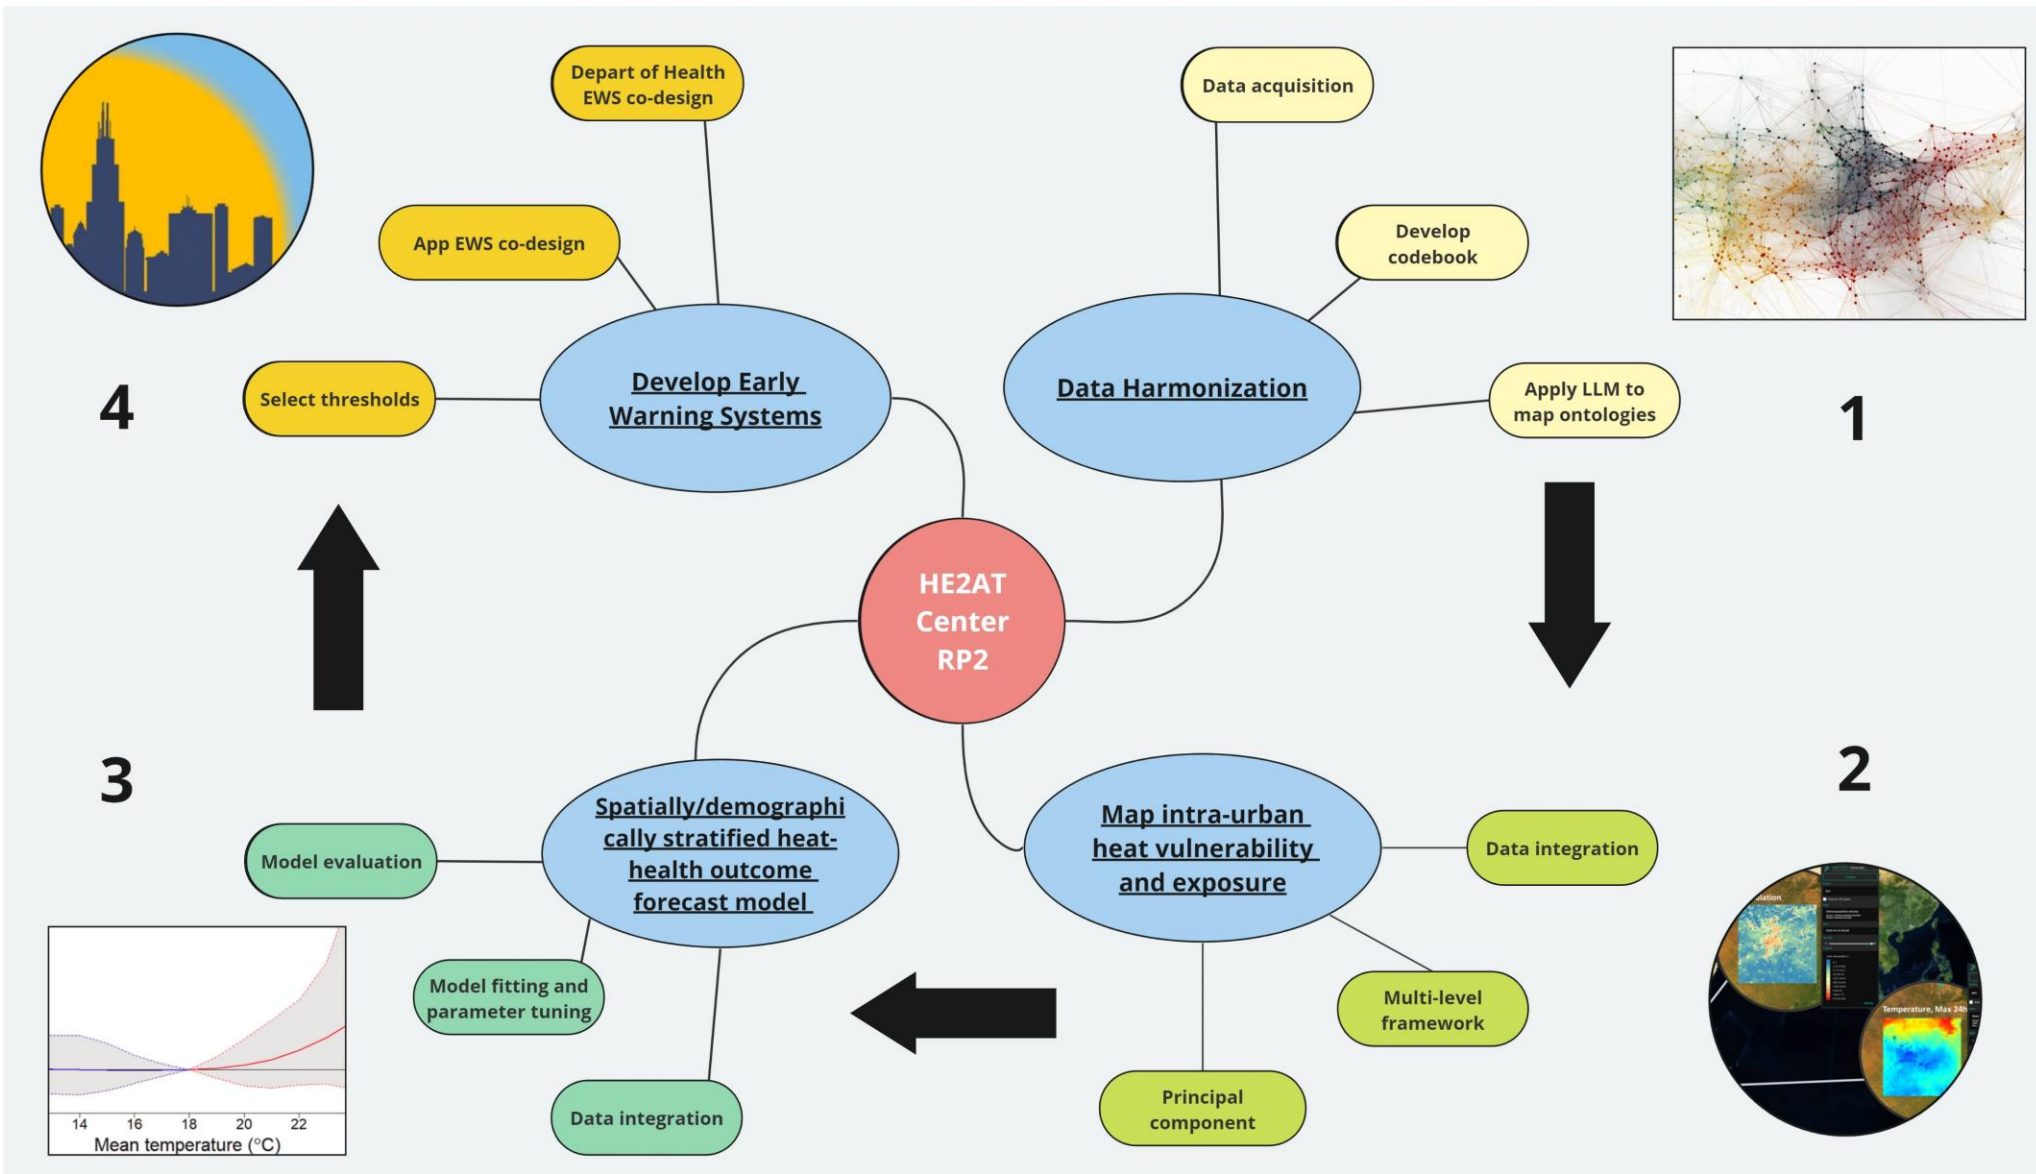 Depart of Health
EWS co-design
App EWS co-design
Select thresholds
Develop Early
Warning Systems
4
Data acquisition
Develop
codebook
Apply LLM to
map ontologies
Data Harmonization
1
HE2AT
Center
RP2
3
Spatially/demographi
cally stratified heat-
health outcome
forecast model
Model evaluation
Model fitting and
parameter tuning
Data integration
14 16 18 20 22
Mean temperature (°C)
2
Map intra-urban
heat vulnerability
and exposure
Data integration
Multi-level
framework
Principal
component
Temperature, Max 24h